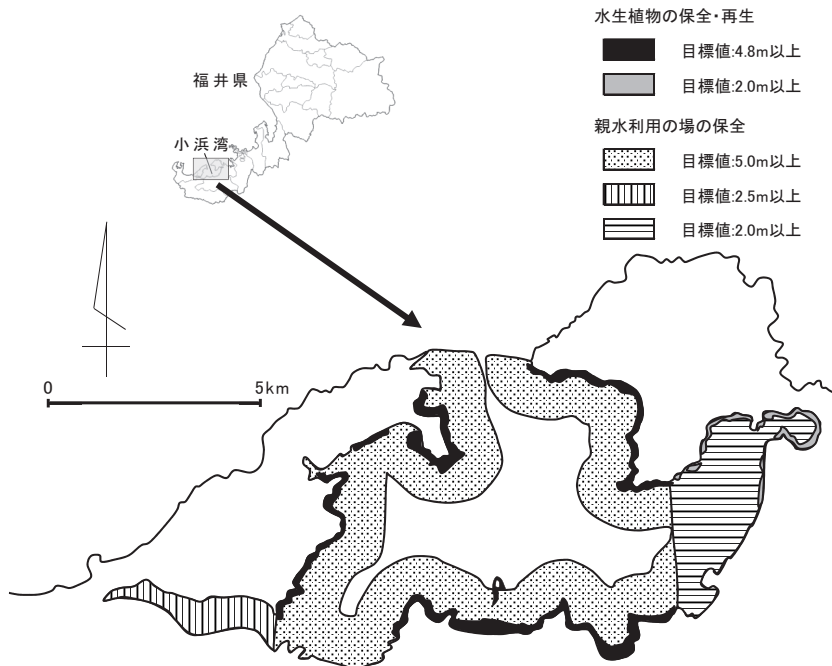 福井県
小浜湾
水生植物の保全・再生
目標値:4.8m以上
目標値:2.0m以上
親水利用の場の保全
目標値:5.0m以上
目標値:2.5m以上
目標値:2.0m以上
0 5km